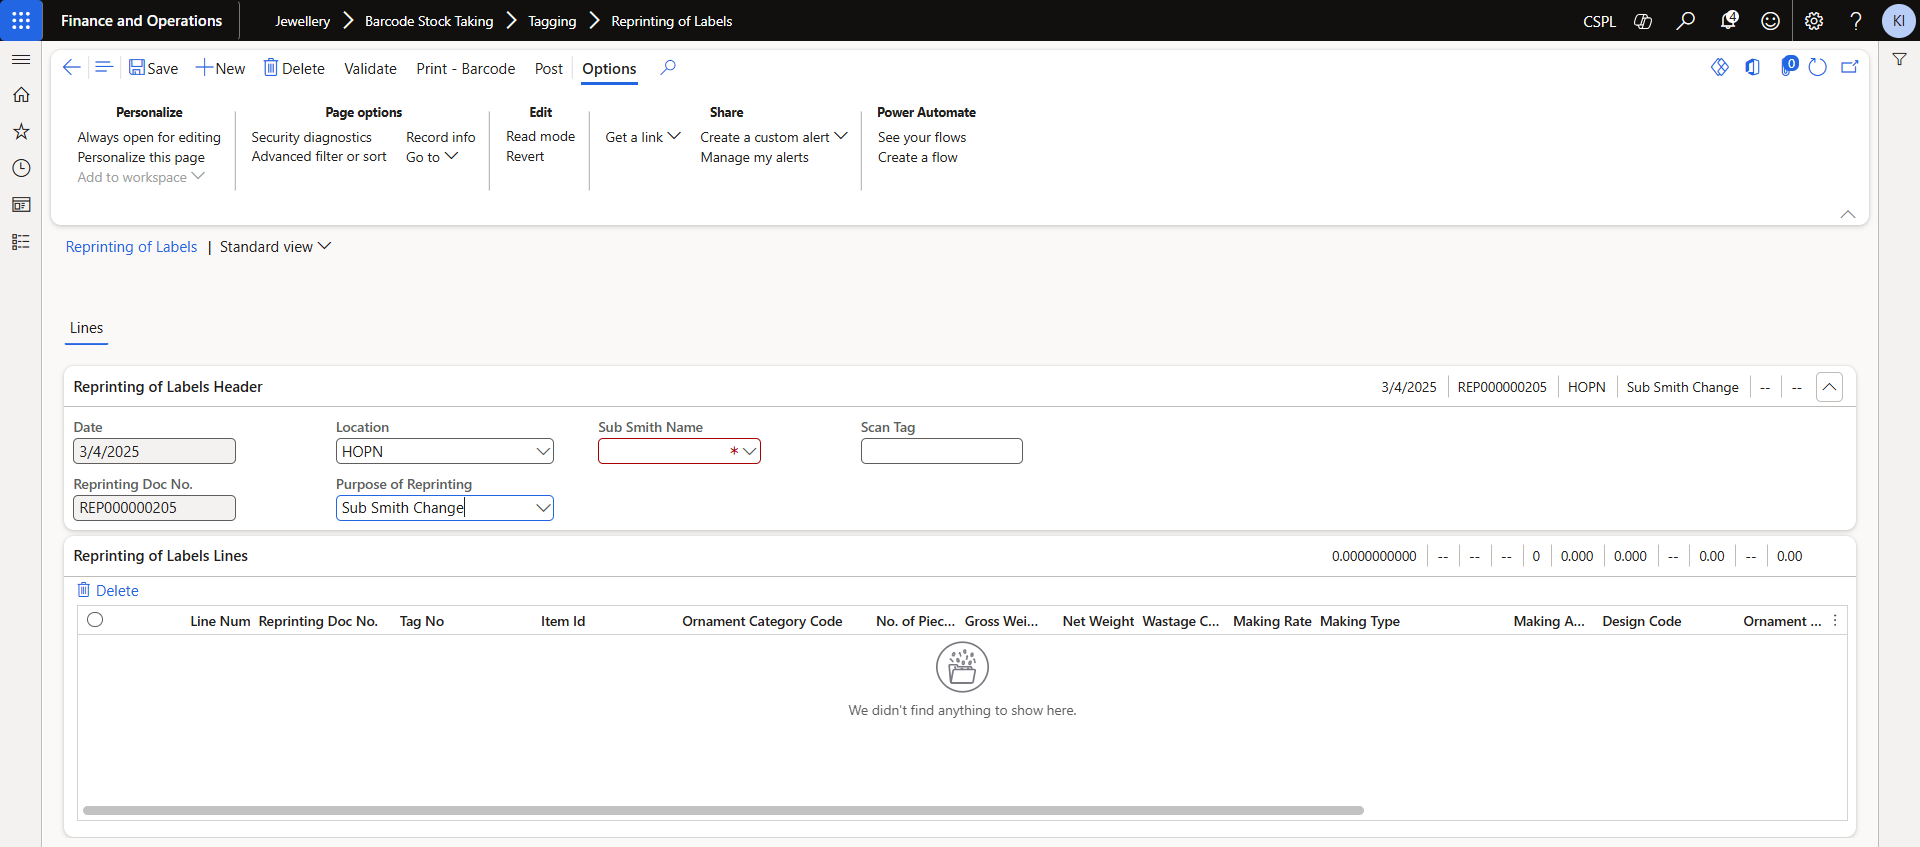 Finance and Operations Jewellery Barcode Stock Taking Tagging Reprinting of Labels CSPL 4 ? KI
Save New Delete Validate Print - Barcode Post Options 0
Personalize Page options Edit Share Power Automate
Always open for editing Security diagnostics Record info Read mode Get a link Create a custom alert See your flows
Personalize this page Advanced filter or sort Go to Revert Manage my alerts Create a flow
Add to workspace
Reprinting of Labels | Standard view
Lines
Reprinting of Labels Header 3/4/2025 REP000000205 HOPN Sub Smith Change -- --
Date Location Sub Smith Name Scan Tag
3/4/2025 HOPN *
Reprinting Doc No. Purpose of Reprinting
REP000000205 Sub Smith Change
Reprinting of Labels Lines 0.0000000000 -- -- -- 0 0.000 0.000 -- 0.00 -- 0.00
Delete
Line Num Reprinting Doc No. Tag No Item Id Ornament Category Code No. of Piec... Gross Wei... Net Weight Wastage C... Making Rate Making Type Making A... Design Code Ornament ...
We didn't find anything to show here.